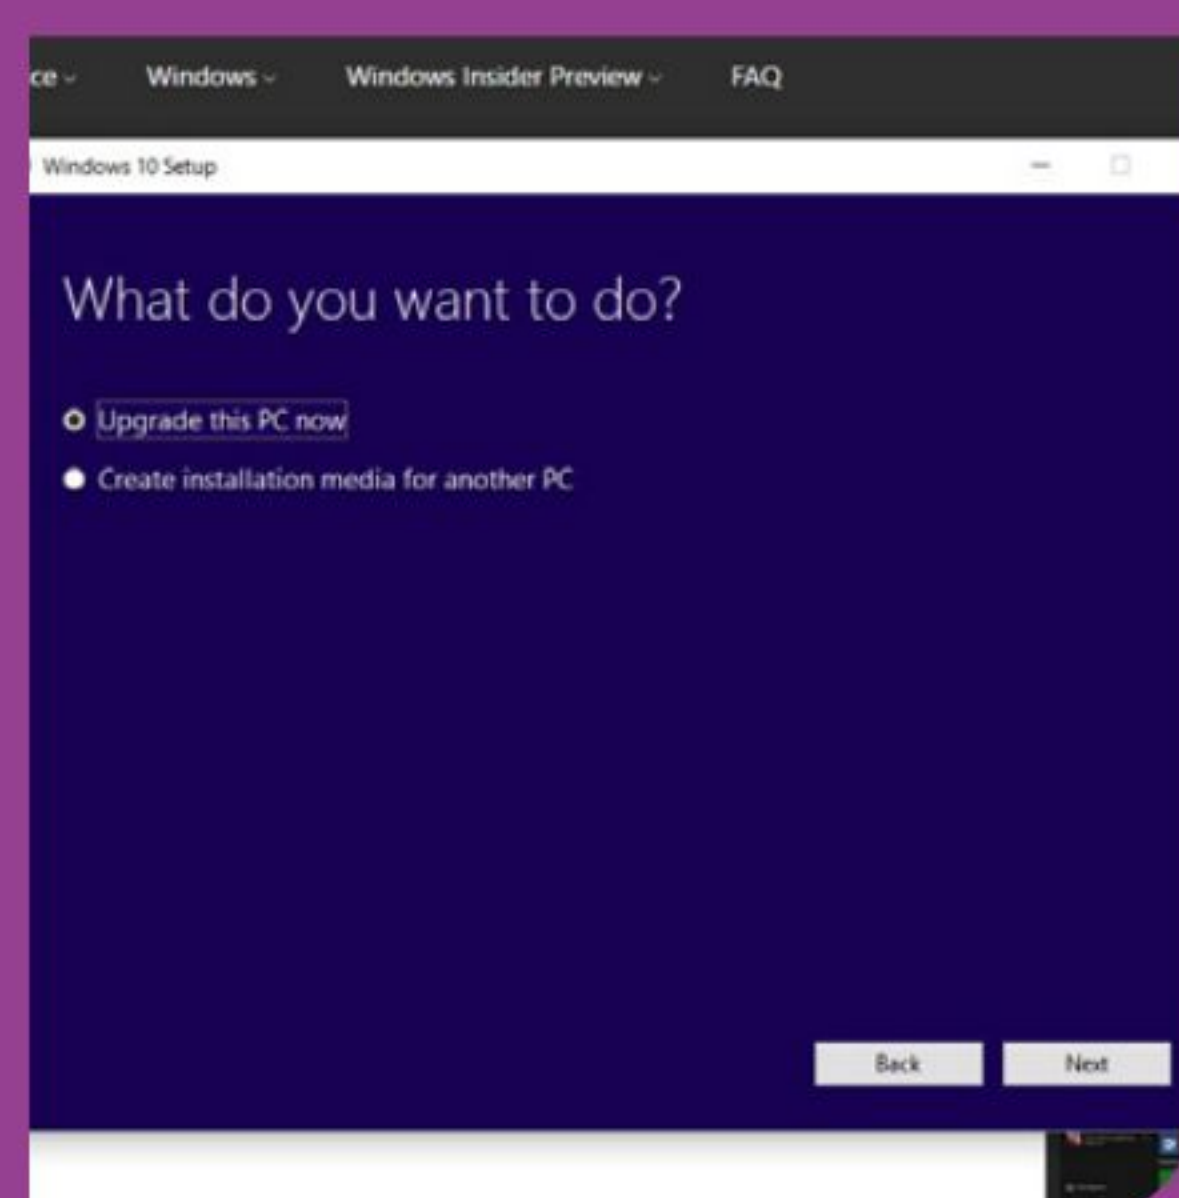 ce Windows Windows Insider Preview FAQ
Windows 10 Setup
What do you want to do?
Upgrade this PC now
Create installation media for another PC
Back Next